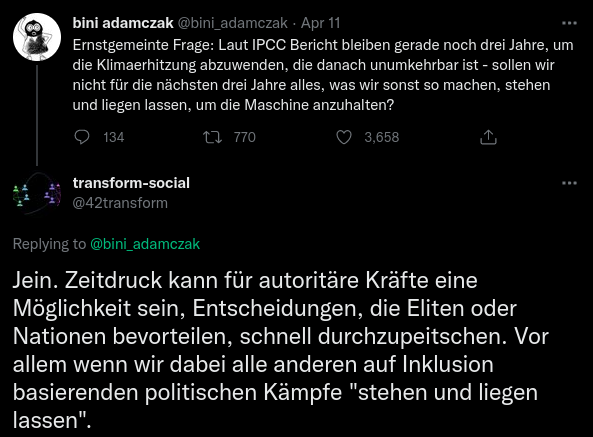 bini adamczak @bini_adamczak · Apr 11
Ernstgemeinte Frage: Laut IPCC Bericht bleiben gerade noch drei Jahre, um
die Klimaerhitzung abzuwenden, die danach unumkehrbar ist - sollen wir
nicht für die nächsten drei Jahre alles, was wir sonst so machen, stehen
und liegen lassen, um die Maschine anzuhalten?
134 770 3,658
transform-social
@42transform
Replying to @bini_adamczak
Jein. Zeitdruck kann für autoritäre Kräfte eine
Möglichkeit sein, Entscheidungen, die Eliten oder
Nationen bevorteilen, schnell durchzupeitschen. Vor
allem wenn wir dabei alle anderen auf Inklusion
basierenden politischen Kämpfe "stehen und liegen
lassen".